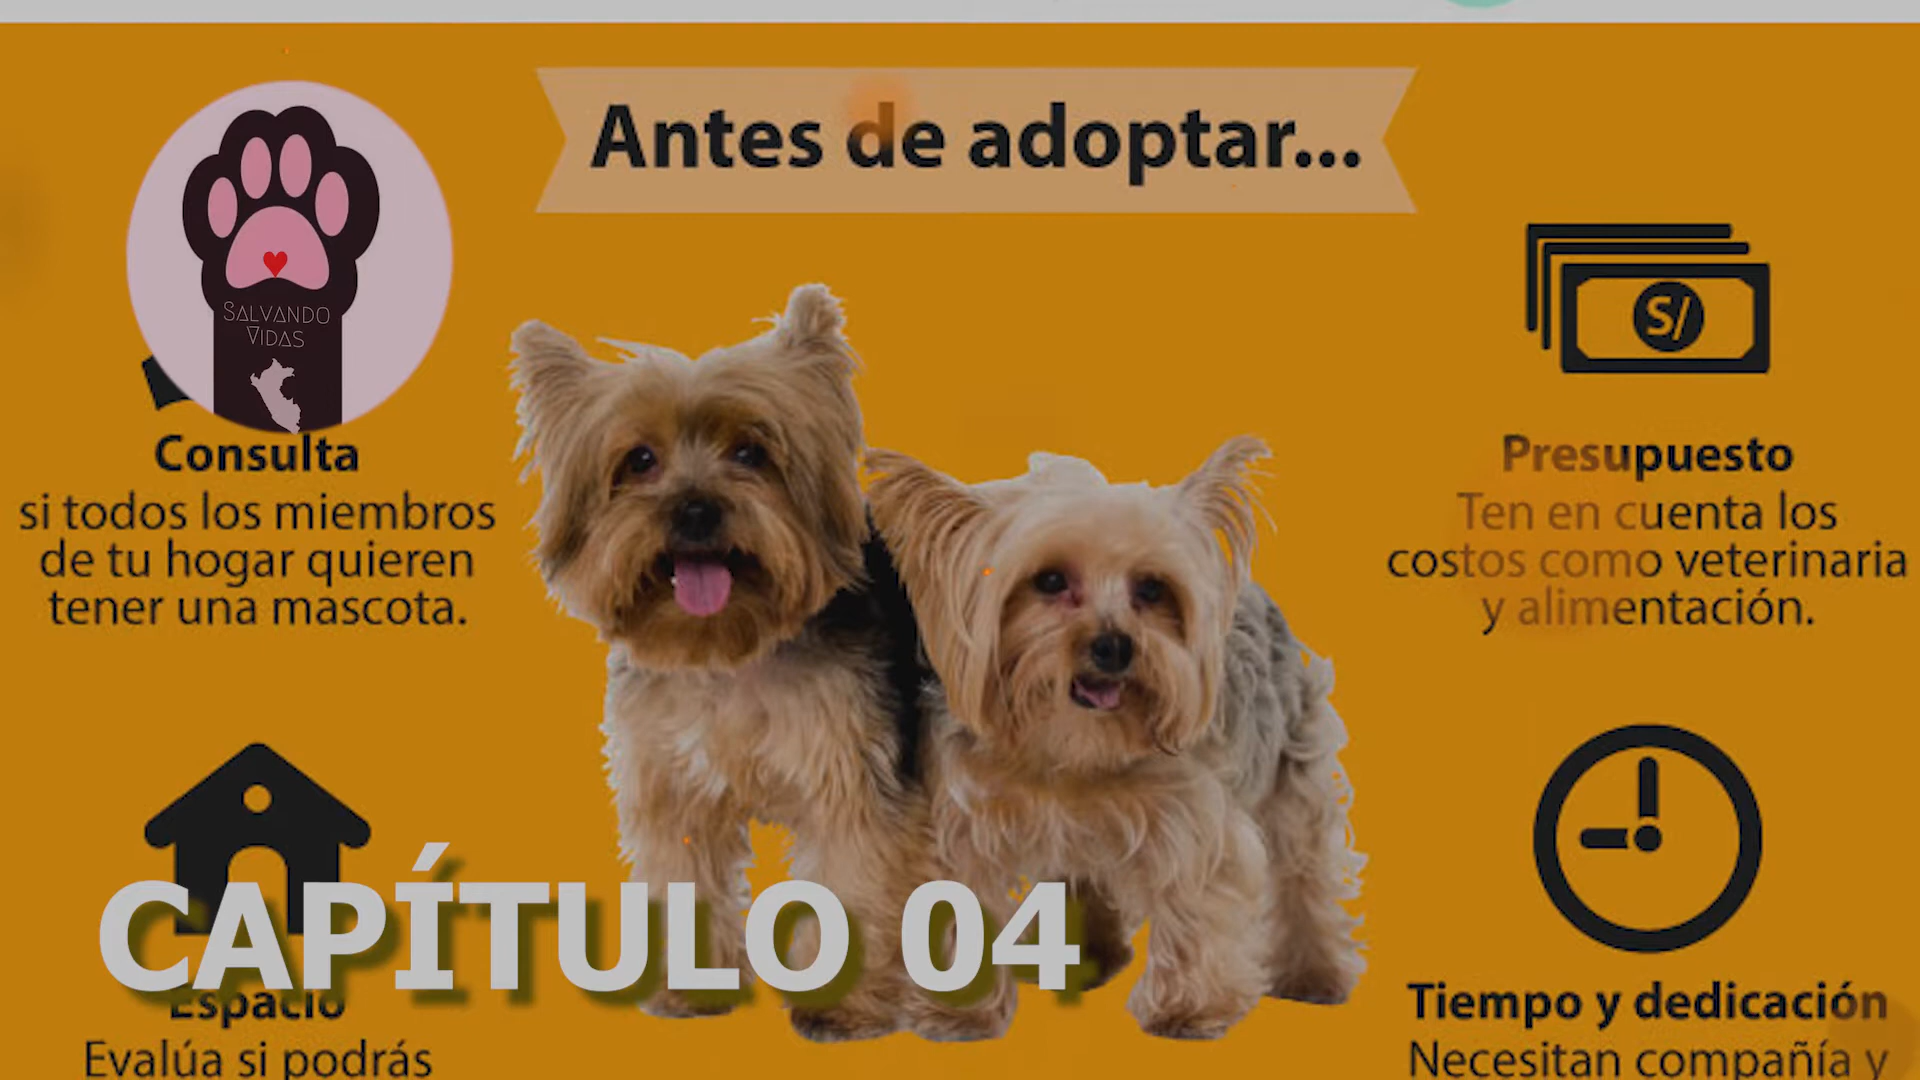 Antes de adoptar...
SALVANDO
VIDAS
Consulta
si todos los miembros
de tu hogar quieren
tener una mascota.
S/
Presupuesto
Ten en cuenta los
costos como veterinaria
y alimentación.
CAPÍTULO 04
Espacio
Evalúa si podrás
Tiempo y dedicación
Necesitan compañía y